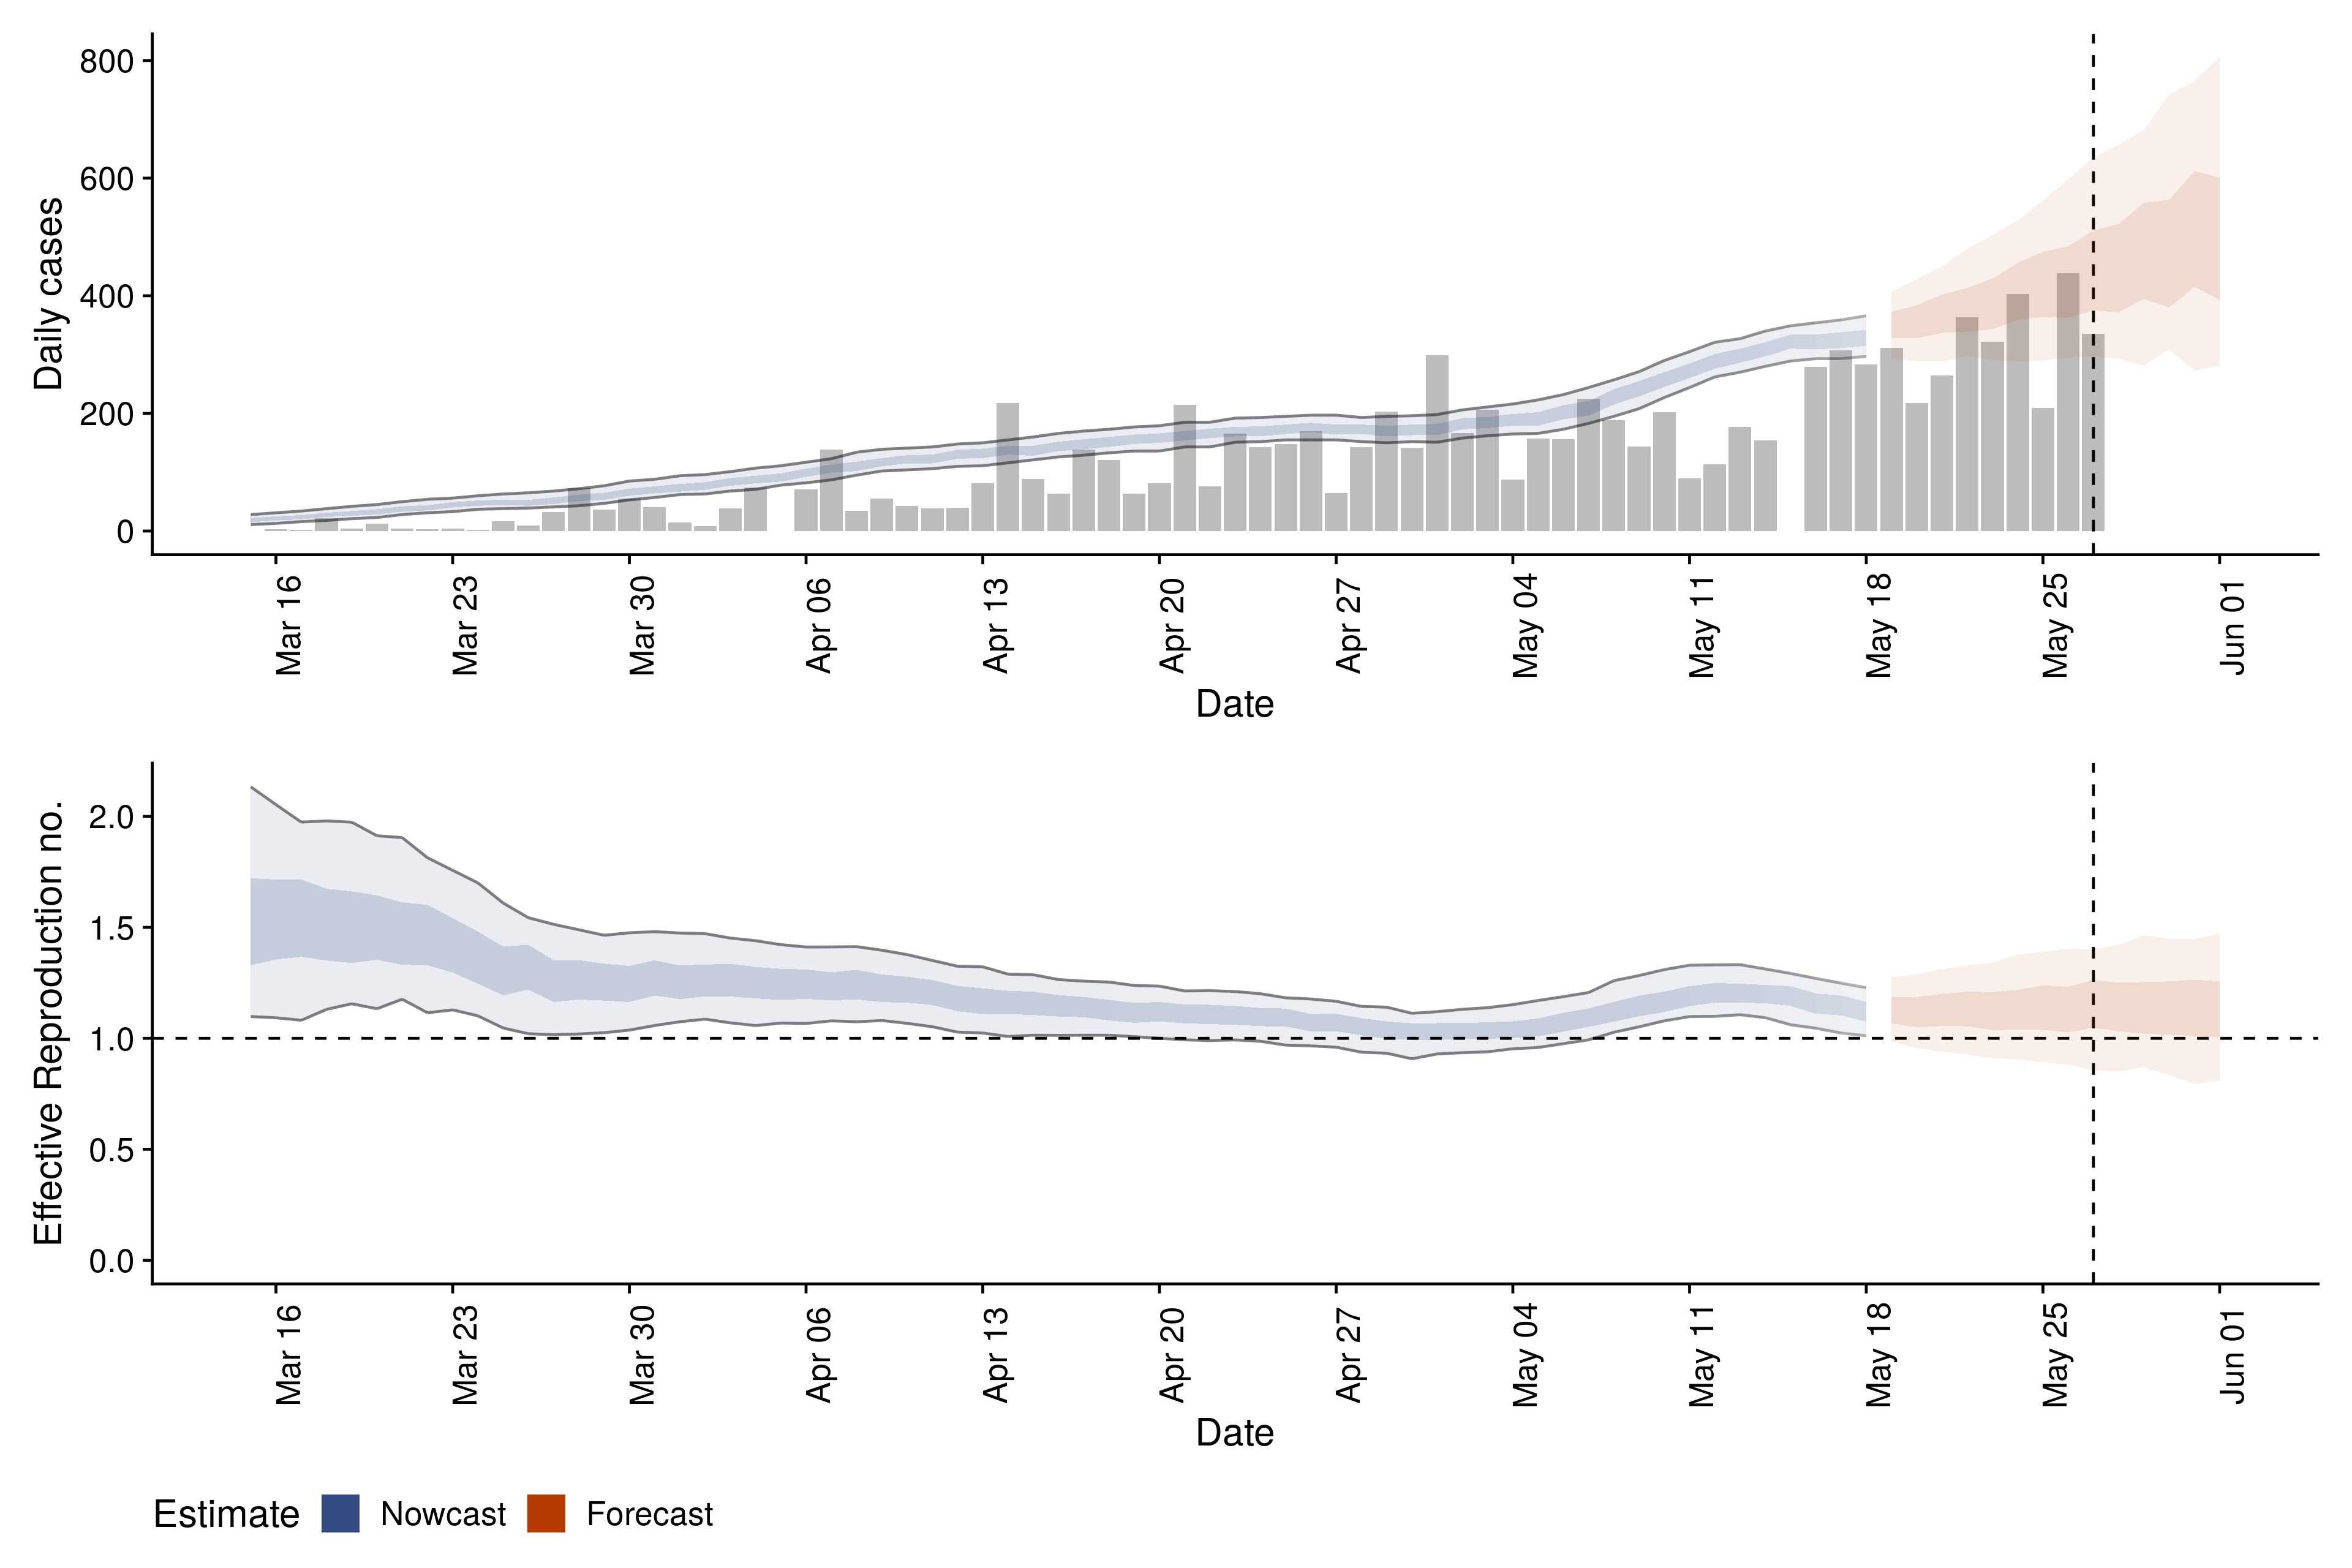 Daily cases
800
600
400
200
0
Mar 16
Mar 23
Mar 30
Apr 06
Apr 13
Apr 20
Apr 27
May 04
May 11
May 18
May 25
Jun 01
Date
Effective Reproduction no.
2.0
1.5
1.0
0.5
0.0
Mar 16
Mar 23
Mar 30
Apr 06
Apr 13
Apr 20
Apr 27
May 04
May 11
May 18
May 25
Jun 01
Date
Estimate Nowcast Forecast